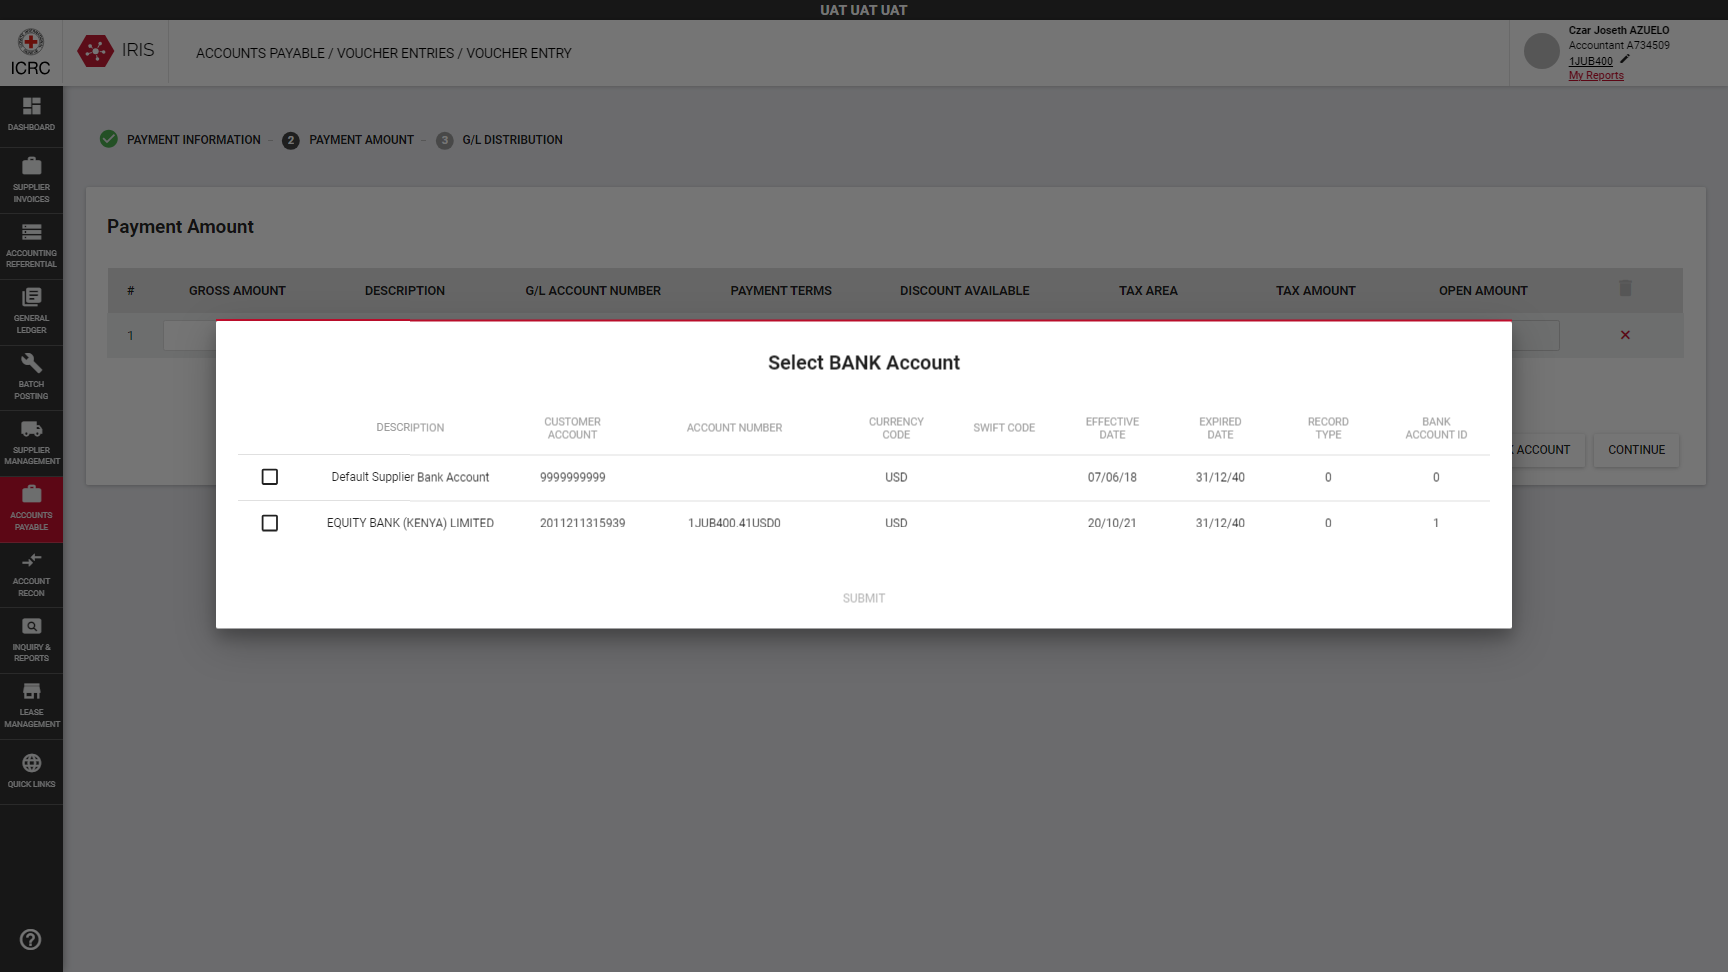 UAT UAT UAT
ICRC
IRIS
ACCOUNTS PAYABLE / VOUCHER ENTRIES / VOUCHER ENTRY
Czar Joseth AZUELO
Accountant A734509
1JUB400
My Reports
DASHBOARD
SUPPLIER
INVOICES
ACCOUNTING
REFERENTIAL
GENERAL
LEDGER
BATCH
POSTING
SUPPLIER
MANAGEMENT
ACCOUNTS
PAYABLE
ACCOUNT
RECON
INQUIRY &
REPORTS
LEASE
MANAGEMENT
QUICK LINKS
PAYMENT INFORMATION - 2 PAYMENT AMOUNT - 3 G/L DISTRIBUTION
Payment Amount
# GROSS AMOUNT DESCRIPTION G/L ACCOUNT NUMBER PAYMENT TERMS DISCOUNT AVAILABLE TAX AREA TAX AMOUNT OPEN AMOUNT
1
Select BANK Account
DESCRIPTION CUSTOMER ACCOUNT ACCOUNT NUMBER CURRENCY CODE SWIFT CODE EFFECTIVE DATE EXPIRED DATE RECORD TYPE BANK ACCOUNT ID
Default Supplier Bank Account 9999999999 USD 07/06/18 31/12/40 0 0
EQUITY BANK (KENYA) LIMITED 2011211315939 1JUB400.41USD0 USD 20/10/21 31/12/40 0 1
SUBMIT
ACCOUNT
CONTINUE